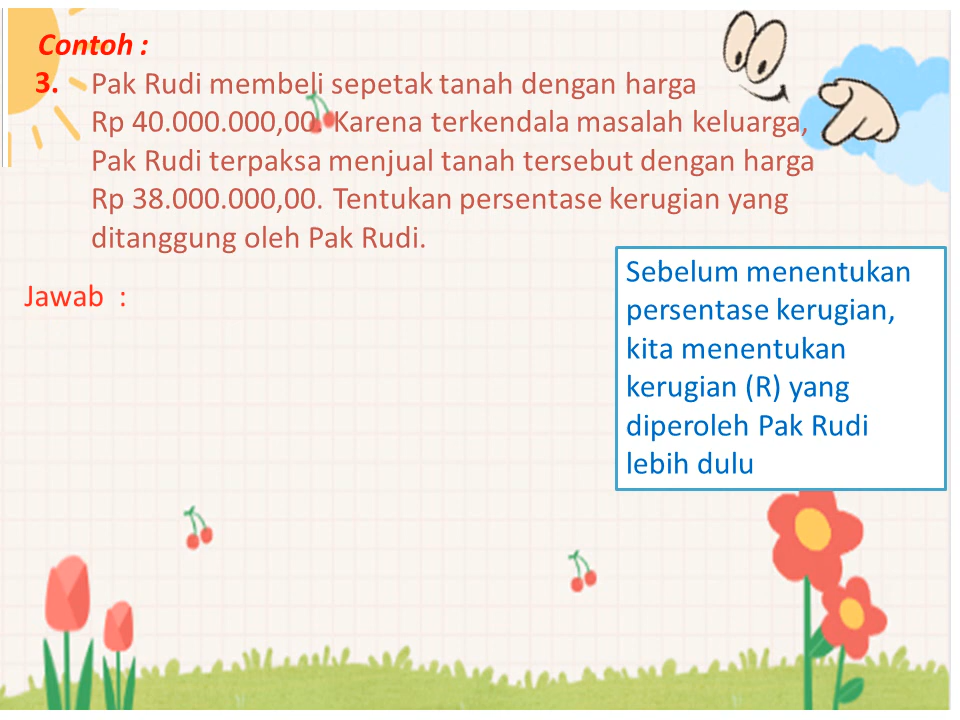 Contoh :
3. Pak Rudi membeli sepetak tanah dengan harga
Rp 40.000.000,00. Karena terkendala masalah keluarga,
Pak Rudi terpaksa menjual tanah tersebut dengan harga
Rp 38.000.000,00. Tentukan persentase kerugian yang
ditanggung oleh Pak Rudi.
Jawab :
Sebelum menentukan
persentase kerugian,
kita menentukan
kerugian (R) yang
diperoleh Pak Rudi
lebih dulu